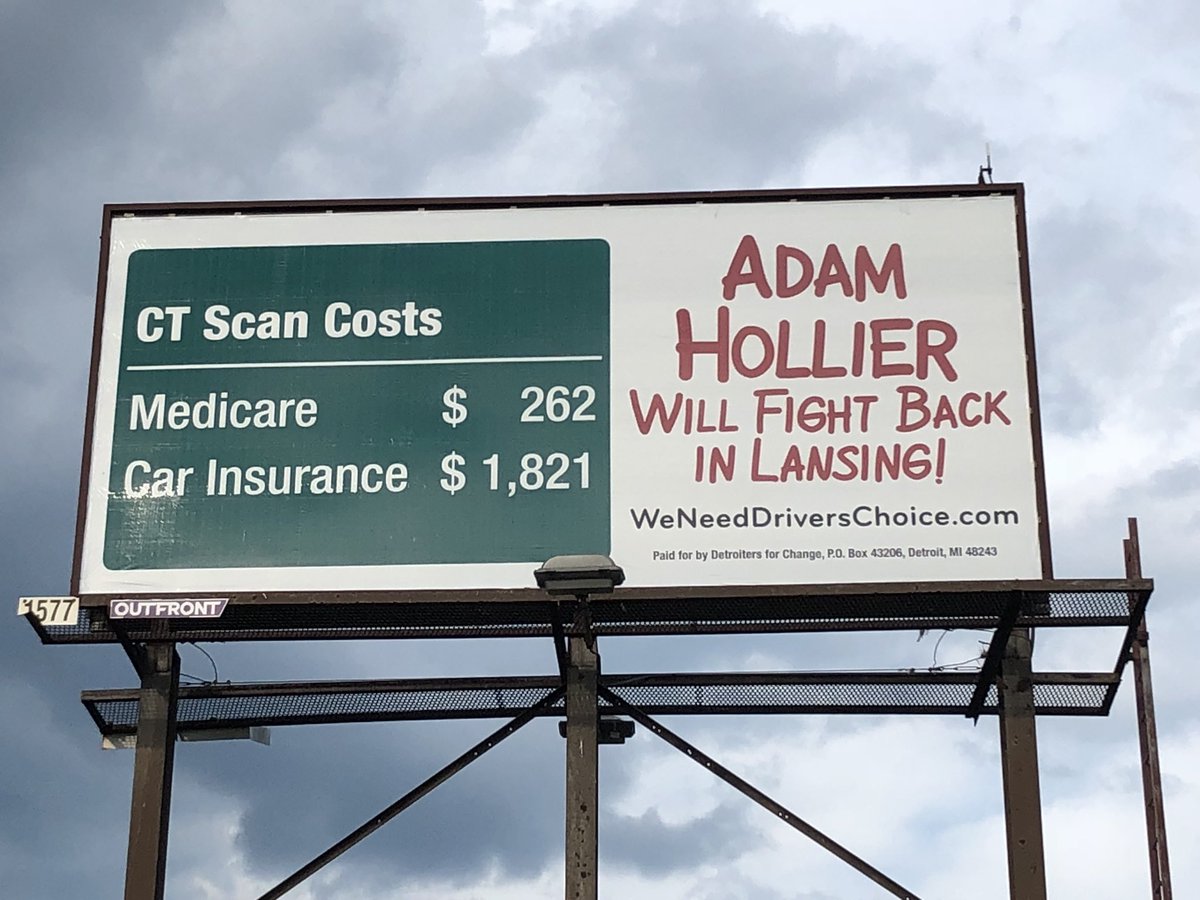 CT Scan Costs
Medicare $ 262
Car Insurance $ 1,821
ADAM
HOLLIER
WILL FIGHT BACK
IN LANSING!
WeNeedDriversChoice.com
Paid for by Detroiters for Change, P.O. Box 43206, Detroit, MI 48243
1577
OUTFRONT